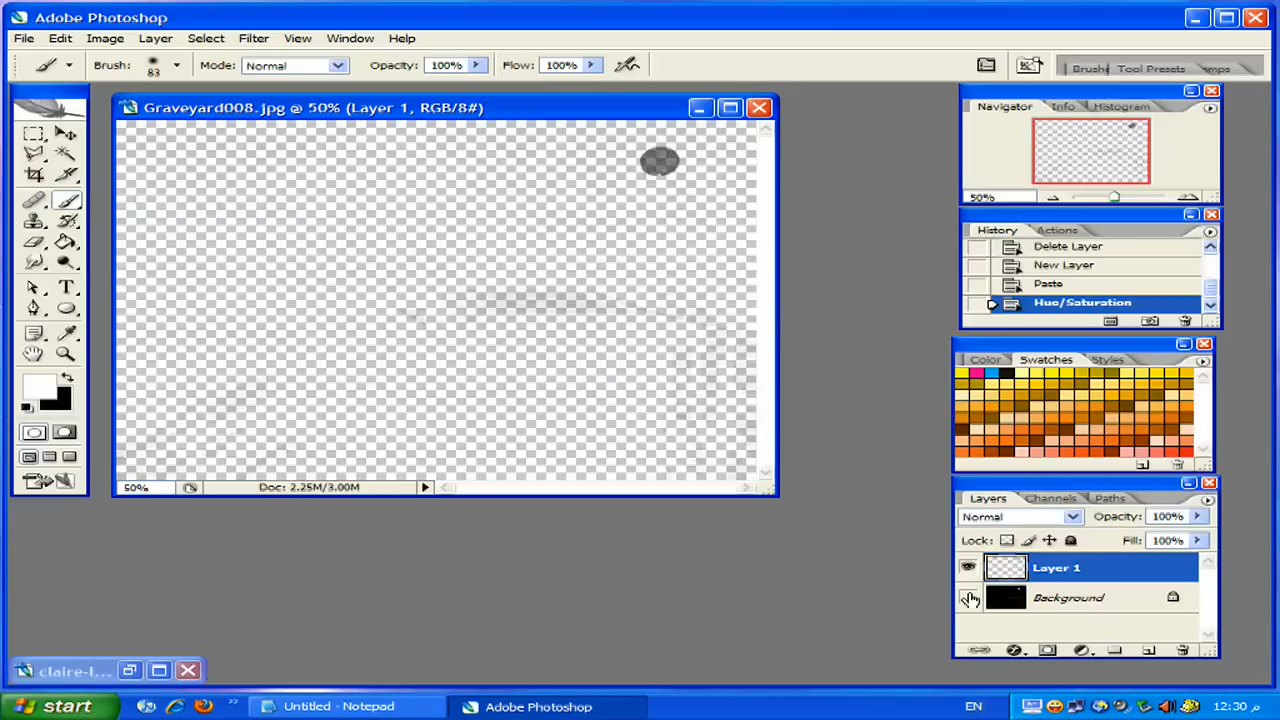 Adobe Photoshop
File Edit Image Layer Select Filter View Window Help
Brush: 83 Mode: Normal Opacity: 100% Flow: 100% Tool Presets
Graveyard008.jpg @ 50% (Layer 1, RGB/8#)
Navigator Info Histogram
50%
History Actions
Delete Layer
New Layer
Paste
Hue/Saturation
Color Swatches Styles
50% Doc: 2.25M/3.00M
Layers Channels Paths
Normal Opacity: 100%
Lock: Fill: 100%
Layer 1
Background
claire-l...
start Untitled - Notepad Adobe Photoshop EN 12:30 م